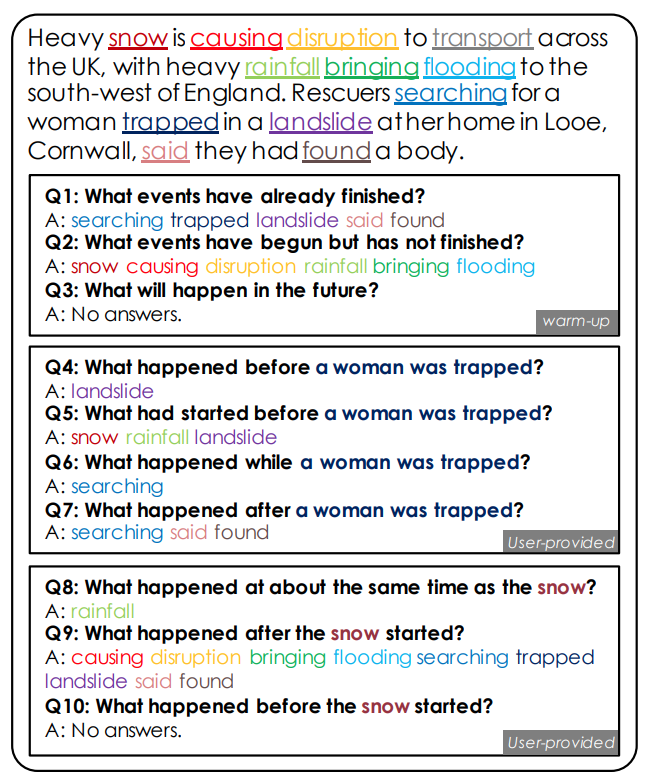 Heavy snow is causing disruption to transport across
the UK, with heavy rainfall bringing flooding to the
south-west of England. Rescuers searching for a
woman trapped in a landslide at her home in Looe,
Cornwall, said they had found a body.
Q1: What events have already finished?
A: searching trapped landslide said found
Q2: What events have begun but has not finished?
A: snow causing disruption rainfall bringing flooding
Q3: What will happen in the future?
A: No answers.
warm-up
Q4: What happened before a woman was trapped?
A: landslide
Q5: What had started before a woman was trapped?
A: snow rainfall landslide
Q6: What happened while a woman was trapped?
A: searching
Q7: What happened after a woman was trapped?
A: searching said found
User-provided
Q8: What happened at about the same time as the snow?
A: rainfall
Q9: What happened after the snow started?
A: causing disruption bringing flooding searching trapped
landslide said found
Q10: What happened before the snow started?
A: No answers.
User-provided